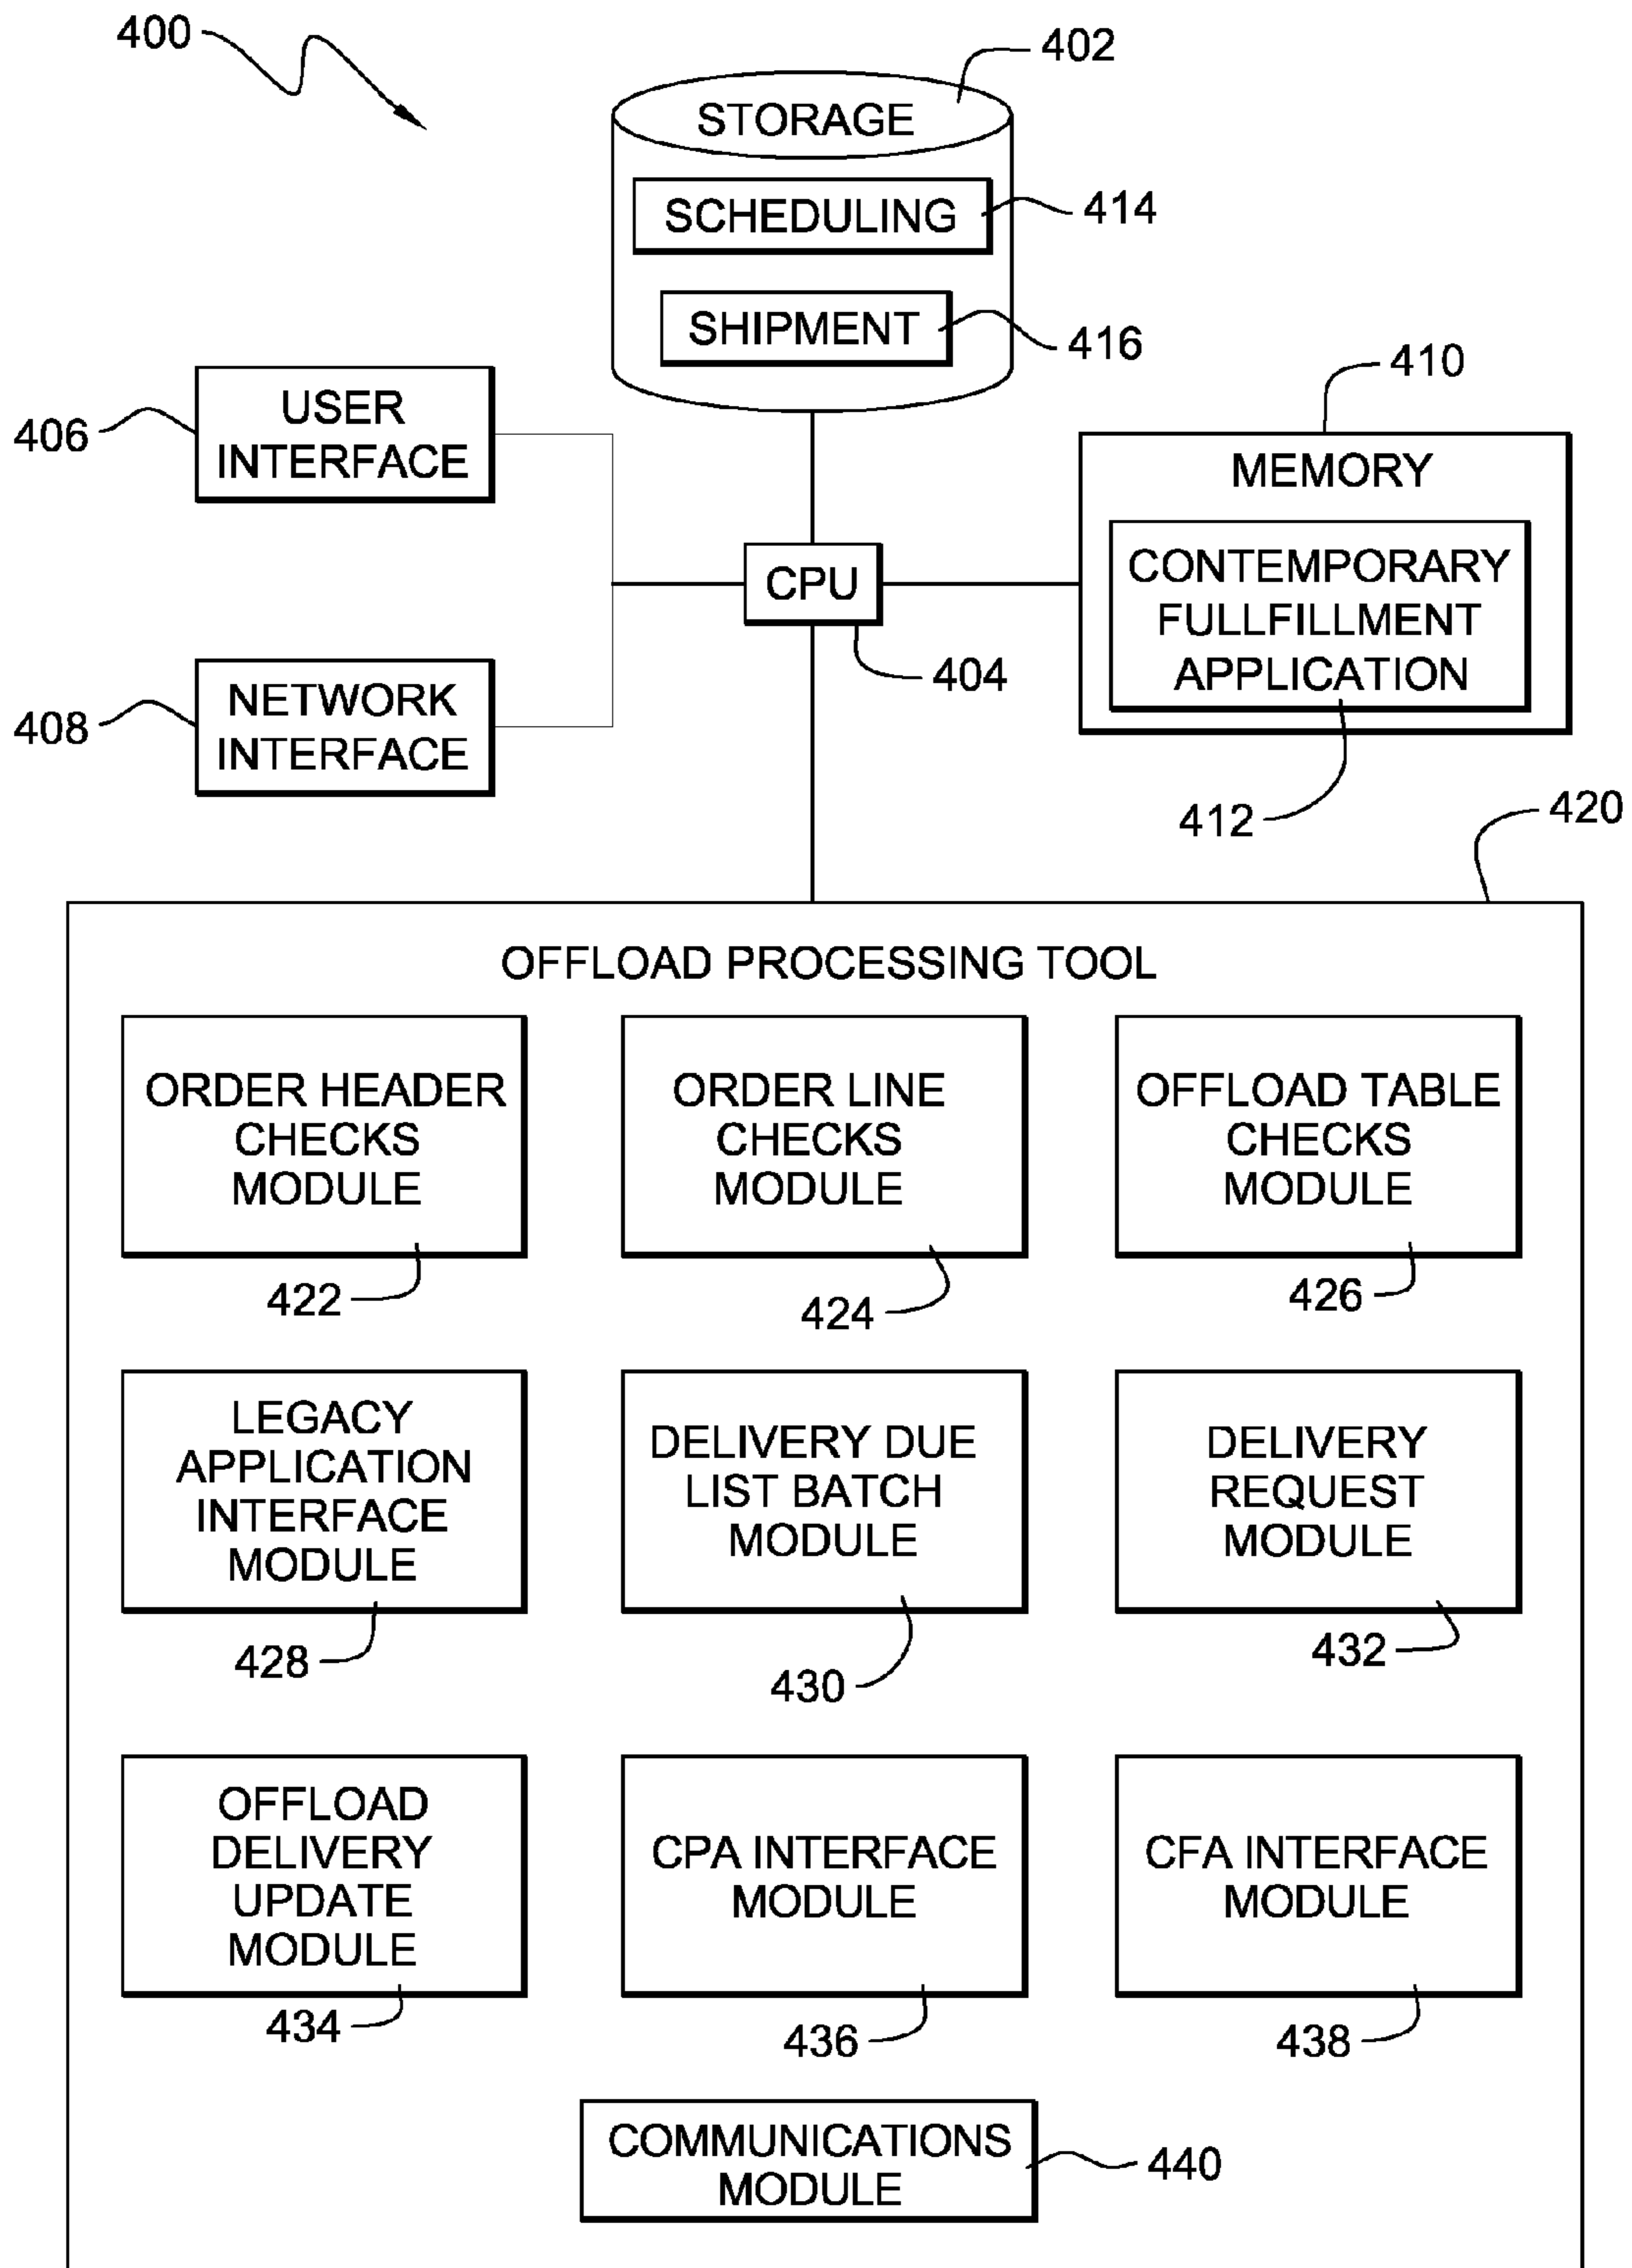 400
402
STORAGE
SCHEDULING
414
SHIPMENT
416
USER
INTERFACE
406
410
MEMORY
CONTEMPORARY
FULLFILLMENT
APPLICATION
412
CPU
404
NETWORK
INTERFACE
408
420
OFFLOAD PROCESSING TOOL
ORDER HEADER
CHECKS
MODULE
422
ORDER LINE
CHECKS
MODULE
424
OFFLOAD TABLE
CHECKS
MODULE
426
LEGACY
APPLICATION
INTERFACE
MODULE
428
DELIVERY DUE
LIST BATCH
MODULE
430
DELIVERY
REQUEST
MODULE
432
OFFLOAD
DELIVERY
UPDATE
MODULE
434
CPA INTERFACE
MODULE
436
CFA INTERFACE
MODULE
438
COMMUNICATIONS
MODULE
440